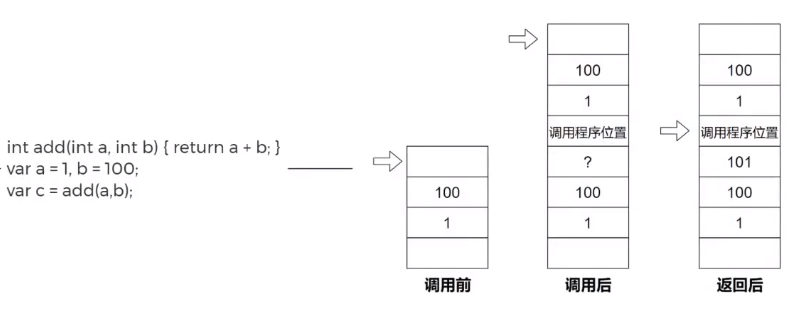 int add(int a, int b) { return a + b; }
var a = 1, b = 100;
var c = add(a,b);
100
1
调用前
100
1
调用程序位置
?
100
1
调用后
100
1
调用程序位置
101
100
1
返回后